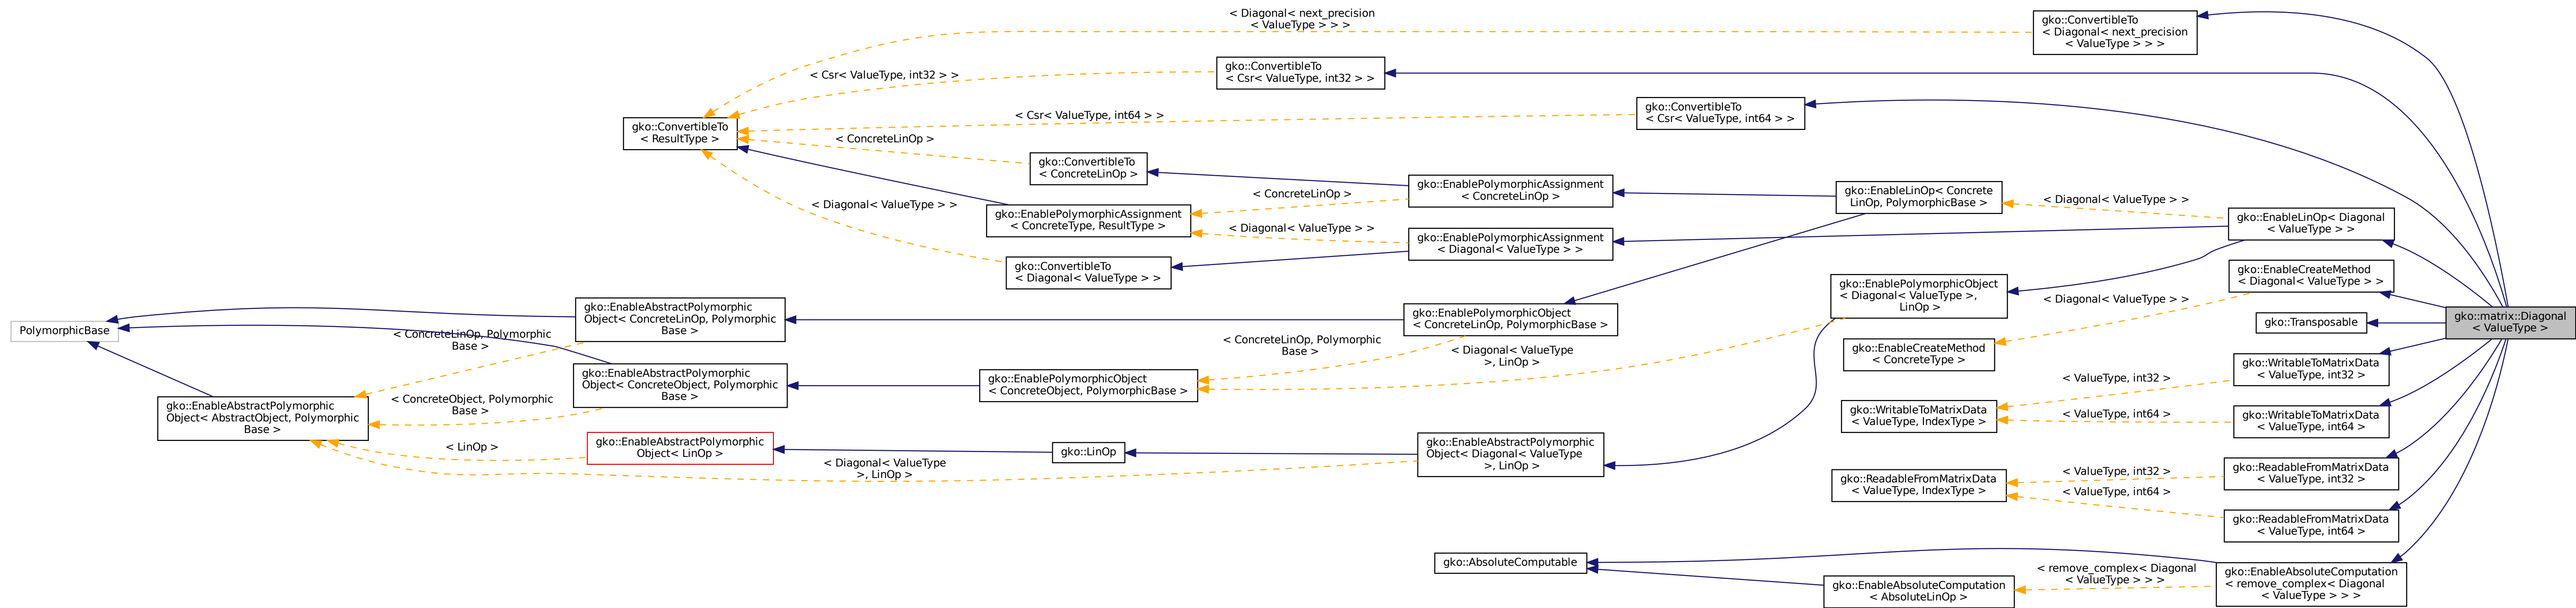 < Diagonal< next_precision
< ValueType > > >
gko::ConvertibleTo
< Diagonal< next_precision
< ValueType > > >
< Csr< ValueType, int32 > >
gko::ConvertibleTo
< Csr< ValueType, int32 > >
gko::ConvertibleTo
< ResultType >
< Csr< ValueType, int64 > >
gko::ConvertibleTo
< Csr< ValueType, int64 > >
< ConcreteLinOp >
gko::ConvertibleTo
< ConcreteLinOp >
< Diagonal< ValueType > >
gko::EnablePolymorphicAssignment
< ConcreteType, ResultType >
gko::ConvertibleTo
< Diagonal< ValueType > >
< ConcreteLinOp >
< Diagonal< ValueType > >
gko::EnablePolymorphicAssignment
< ConcreteLinOp >
gko::EnablePolymorphicAssignment
< Diagonal< ValueType > >
gko::EnableLinOp< Concrete
LinOp, PolymorphicBase >
< Diagonal< ValueType > >
gko::EnableLinOp< Diagonal
< ValueType > >
PolymorphicBase
gko::EnableAbstractPolymorphic
Object< ConcreteLinOp, Polymorphic
Base >
gko::EnablePolymorphicObject
< ConcreteLinOp, PolymorphicBase >
gko::EnablePolymorphicObject
< Diagonal< ValueType >,
LinOp >
gko::EnableCreateMethod
< Diagonal< ValueType > >
< Diagonal< ValueType > >
gko::EnableCreateMethod
< ConcreteType >
gko::Transposable
gko::matrix::Diagonal
< ValueType >
< ConcreteLinOp, Polymorphic
Base >
gko::EnableAbstractPolymorphic
Object< ConcreteObject, Polymorphic
Base >
< ConcreteLinOp, Polymorphic
Base >
gko::EnablePolymorphicObject
< ConcreteObject, PolymorphicBase >
< Diagonal< ValueType
>, LinOp >
gko::EnableAbstractPolymorphic
Object< AbstractObject, Polymorphic
Base >
< ConcreteObject, Polymorphic
Base >
< LinOp >
gko::EnableAbstractPolymorphic
Object< LinOp >
< Diagonal< ValueType
>, LinOp >
gko::LinOp
gko::EnableAbstractPolymorphic
Object< Diagonal< ValueType
>, LinOp >
gko::WritableToMatrixData
< ValueType, IndexType >
< ValueType, int32 >
< ValueType, int64 >
gko::WritableToMatrixData
< ValueType, int32 >
gko::WritableToMatrixData
< ValueType, int64 >
gko::ReadableFromMatrixData
< ValueType, IndexType >
< ValueType, int32 >
< ValueType, int64 >
gko::ReadableFromMatrixData
< ValueType, int32 >
gko::ReadableFromMatrixData
< ValueType, int64 >
gko::AbsoluteComputable
gko::EnableAbsoluteComputation
< AbsoluteLinOp >
< remove_complex< Diagonal
< ValueType > > >
gko::EnableAbsoluteComputation
< remove_complex< Diagonal
< ValueType > > >